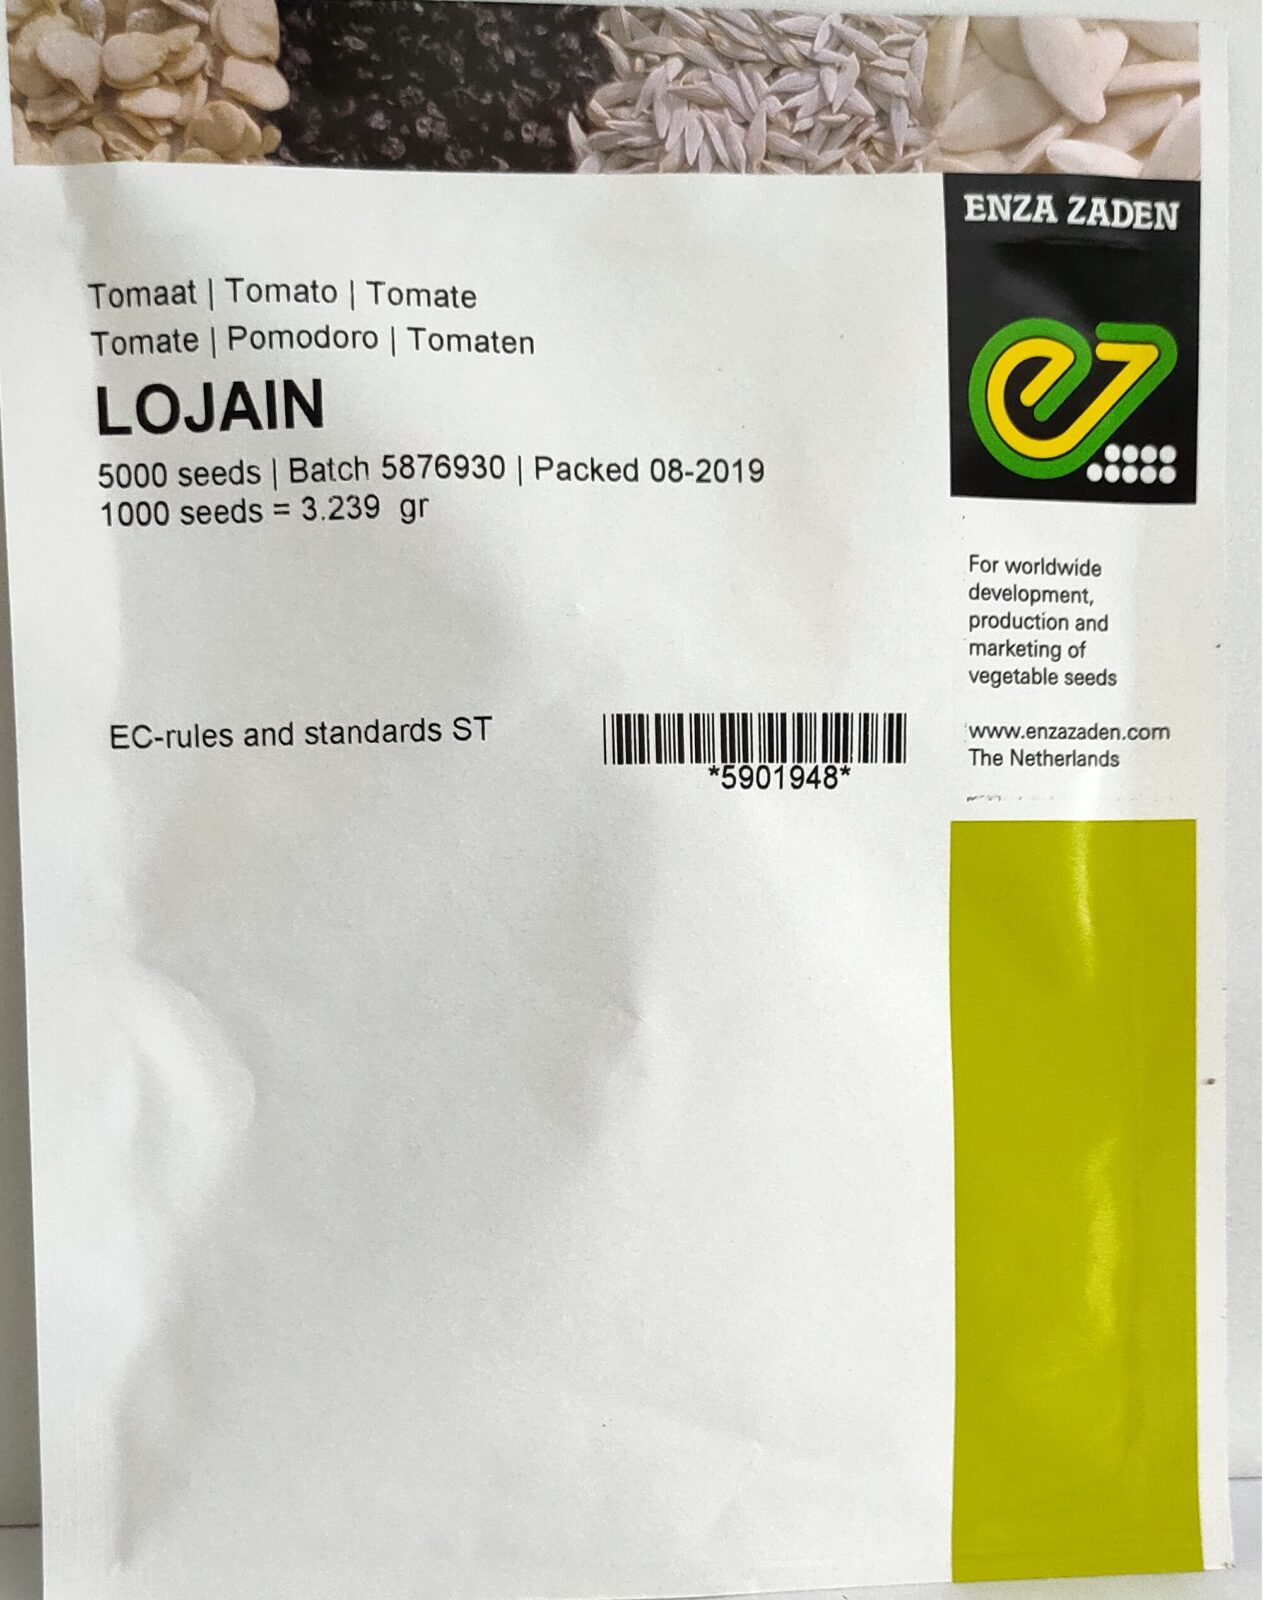 ENZA ZADEN
Tomaat | Tomato | Tomate
Tomate | Pomodoro | Tomaten
LOJAIN
5000 seeds | Batch 5876930 | Packed 08-2019
1000 seeds = 3.239 gr
For worldwide
development,
production and
marketing of
vegetable seeds
EC-rules and standards ST
*5901948*
www.enzazaden.com
The Netherlands